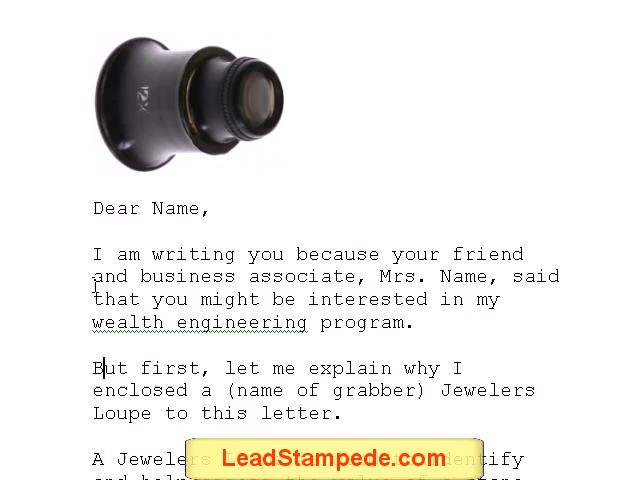 12X
Dear Name,
I am writing you because your friend
and business associate, Mrs. Name, said
that you might be interested in my
wealth engineering program.
But first, let me explain why I
enclosed a (name of grabber) Jewelers
Loupe to this letter.
A Jewelers
LeadStampede.com